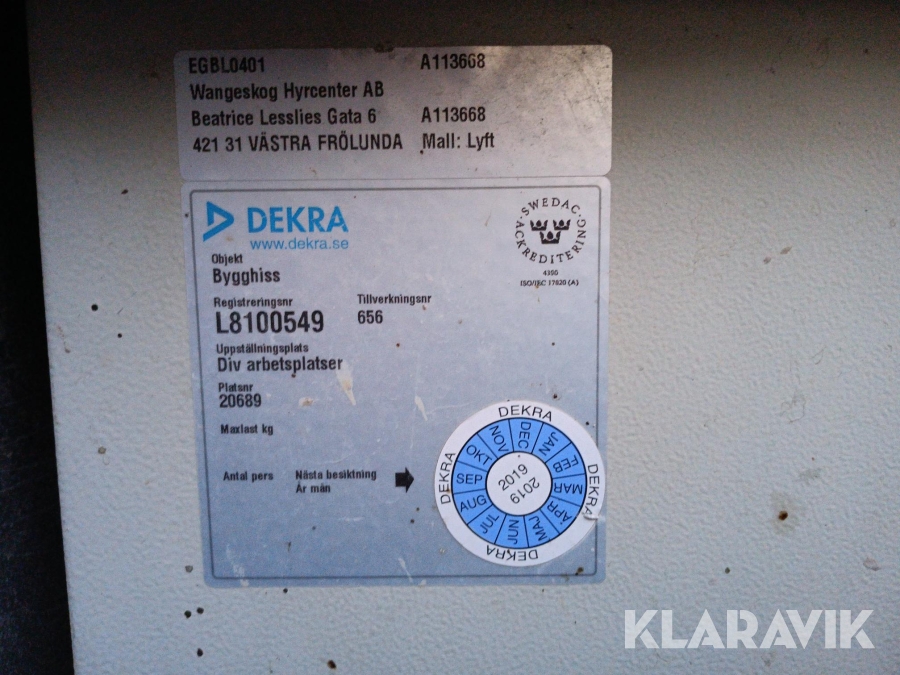 EGBL0401 A113668
Wangeskog Hyrcenter AB
Beatrice Lesslies Gata 6 A113668
421 31 VÄSTRA FRÖLUNDA Mall: Lyft
DEKRA
www.dekra.se
SWEDAC
ACKREDITERING
4350
ISO/IEC 17020 (A)
Objekt
Bygghiss
Registreringsnr Tillverkningsnr
L8100549 656
Uppställningsplats
Div arbetsplatser
Platsnr
20689
Maxlast kg
Antal pers Nästa besiktning
År mån
DEKRA
DEKRA
DEKRA
DEKRA
JAN
FEB
MAR
APR
MAJ
JUN
JUL
AUG
SEP
OKT
NOV
DEC
2019
2019
KLARAVIK